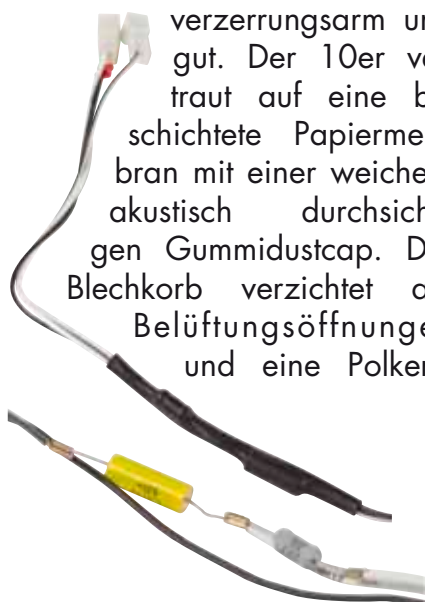 verzerrungsarm un
gut. Der 10er ve
traut auf eine b
schichtete Papierme
bran mit einer weiche
akustisch durchsich
gen Gummidustcap. D
Blechkorb verzichtet a
Belüftungsöffnunge
und eine Polker